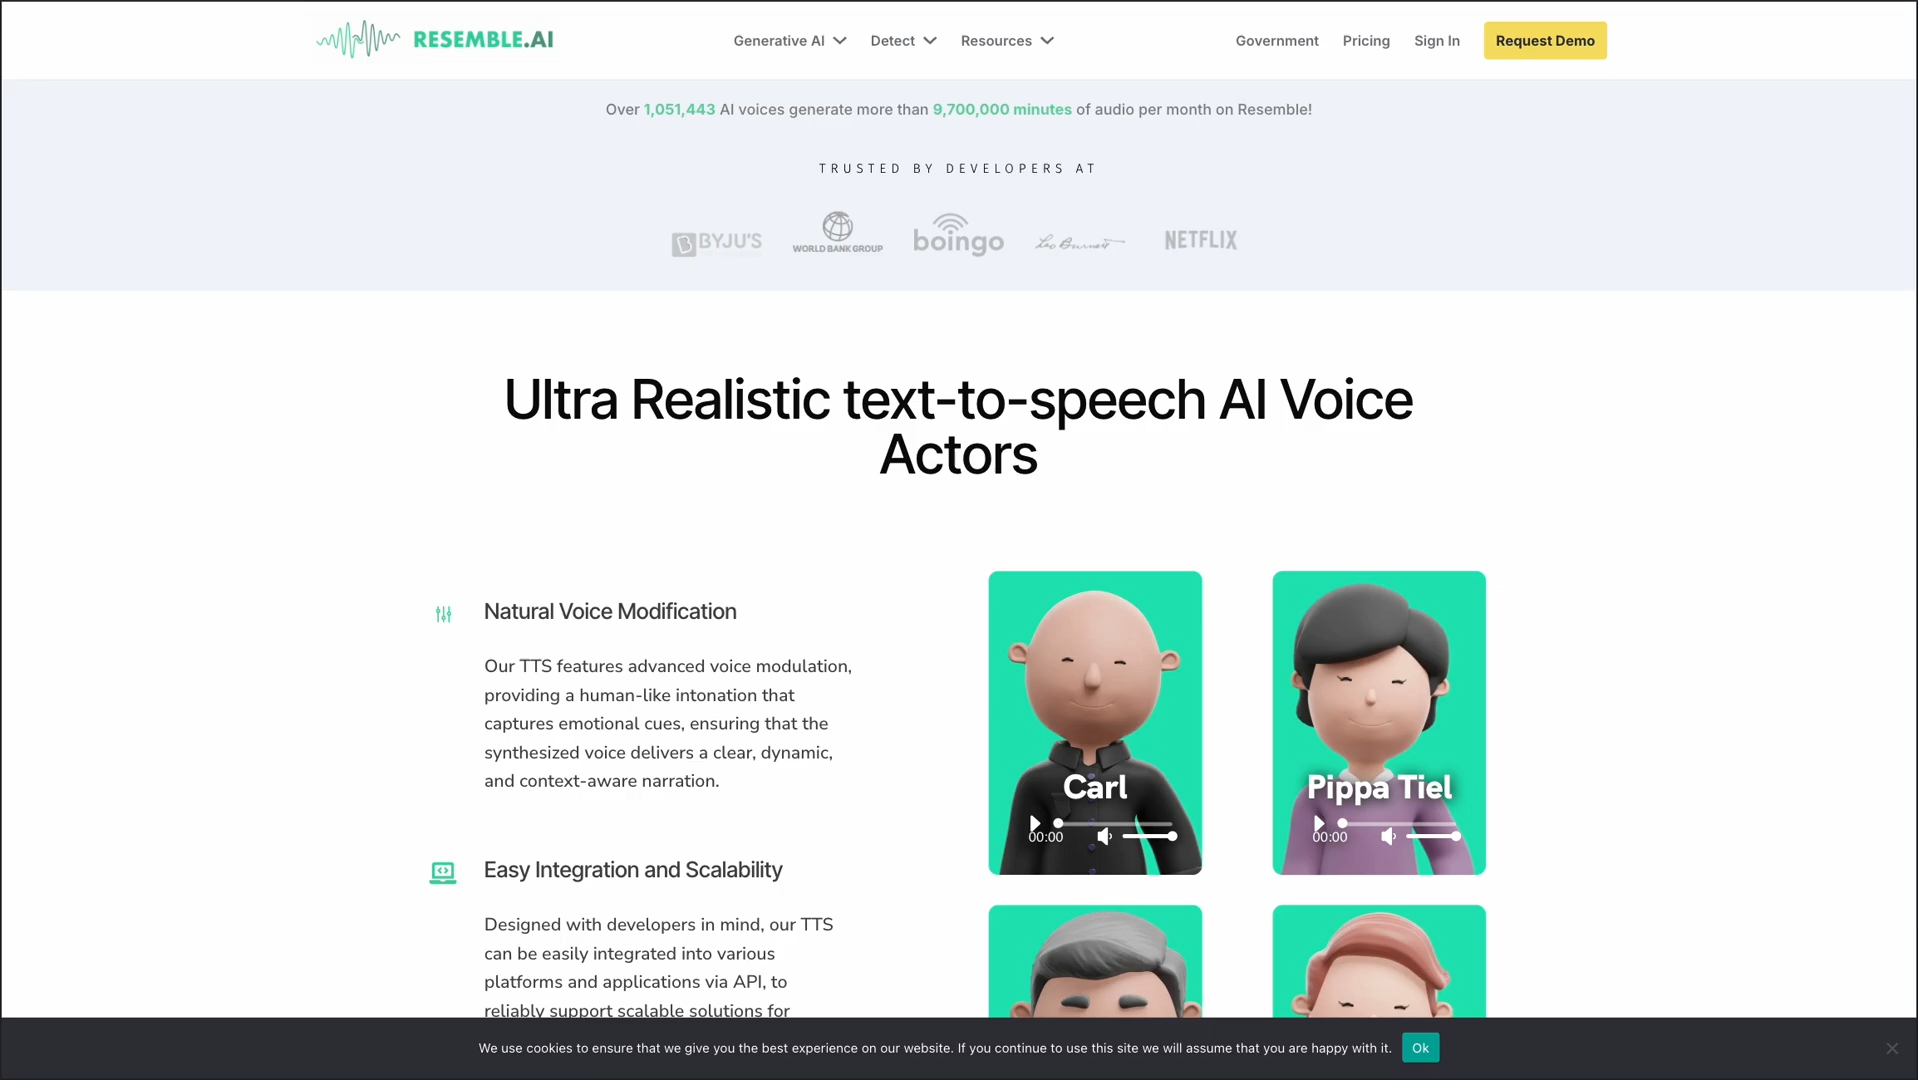 RESEMBLE.AI
Generative AI
Detect
Resources
Government
Pricing
Sign In
Request Demo
Over 1,051,443 AI voices generate more than 9,700,000 minutes of audio per month on Resemble!
TRUSTED BY DEVELOPERS AT
BYJU'S
WORLD BANK GROUP
boingo
Leo Burnett
NETFLIX
Ultra Realistic text-to-speech AI Voice
Actors
Natural Voice Modification
Our TTS features advanced voice modulation,
providing a human-like intonation that
captures emotional cues, ensuring that the
synthesized voice delivers a clear, dynamic,
and context-aware narration.
Carl
00:00
Pippa Tiel
00:00
Easy Integration and Scalability
Designed with developers in mind, our TTS
can be easily integrated into various
platforms and applications via API, to
reliably support scalable solutions for
We use cookies to ensure that we give you the best experience on our website. If you continue to use this site we will assume that you are happy with it.
Ok